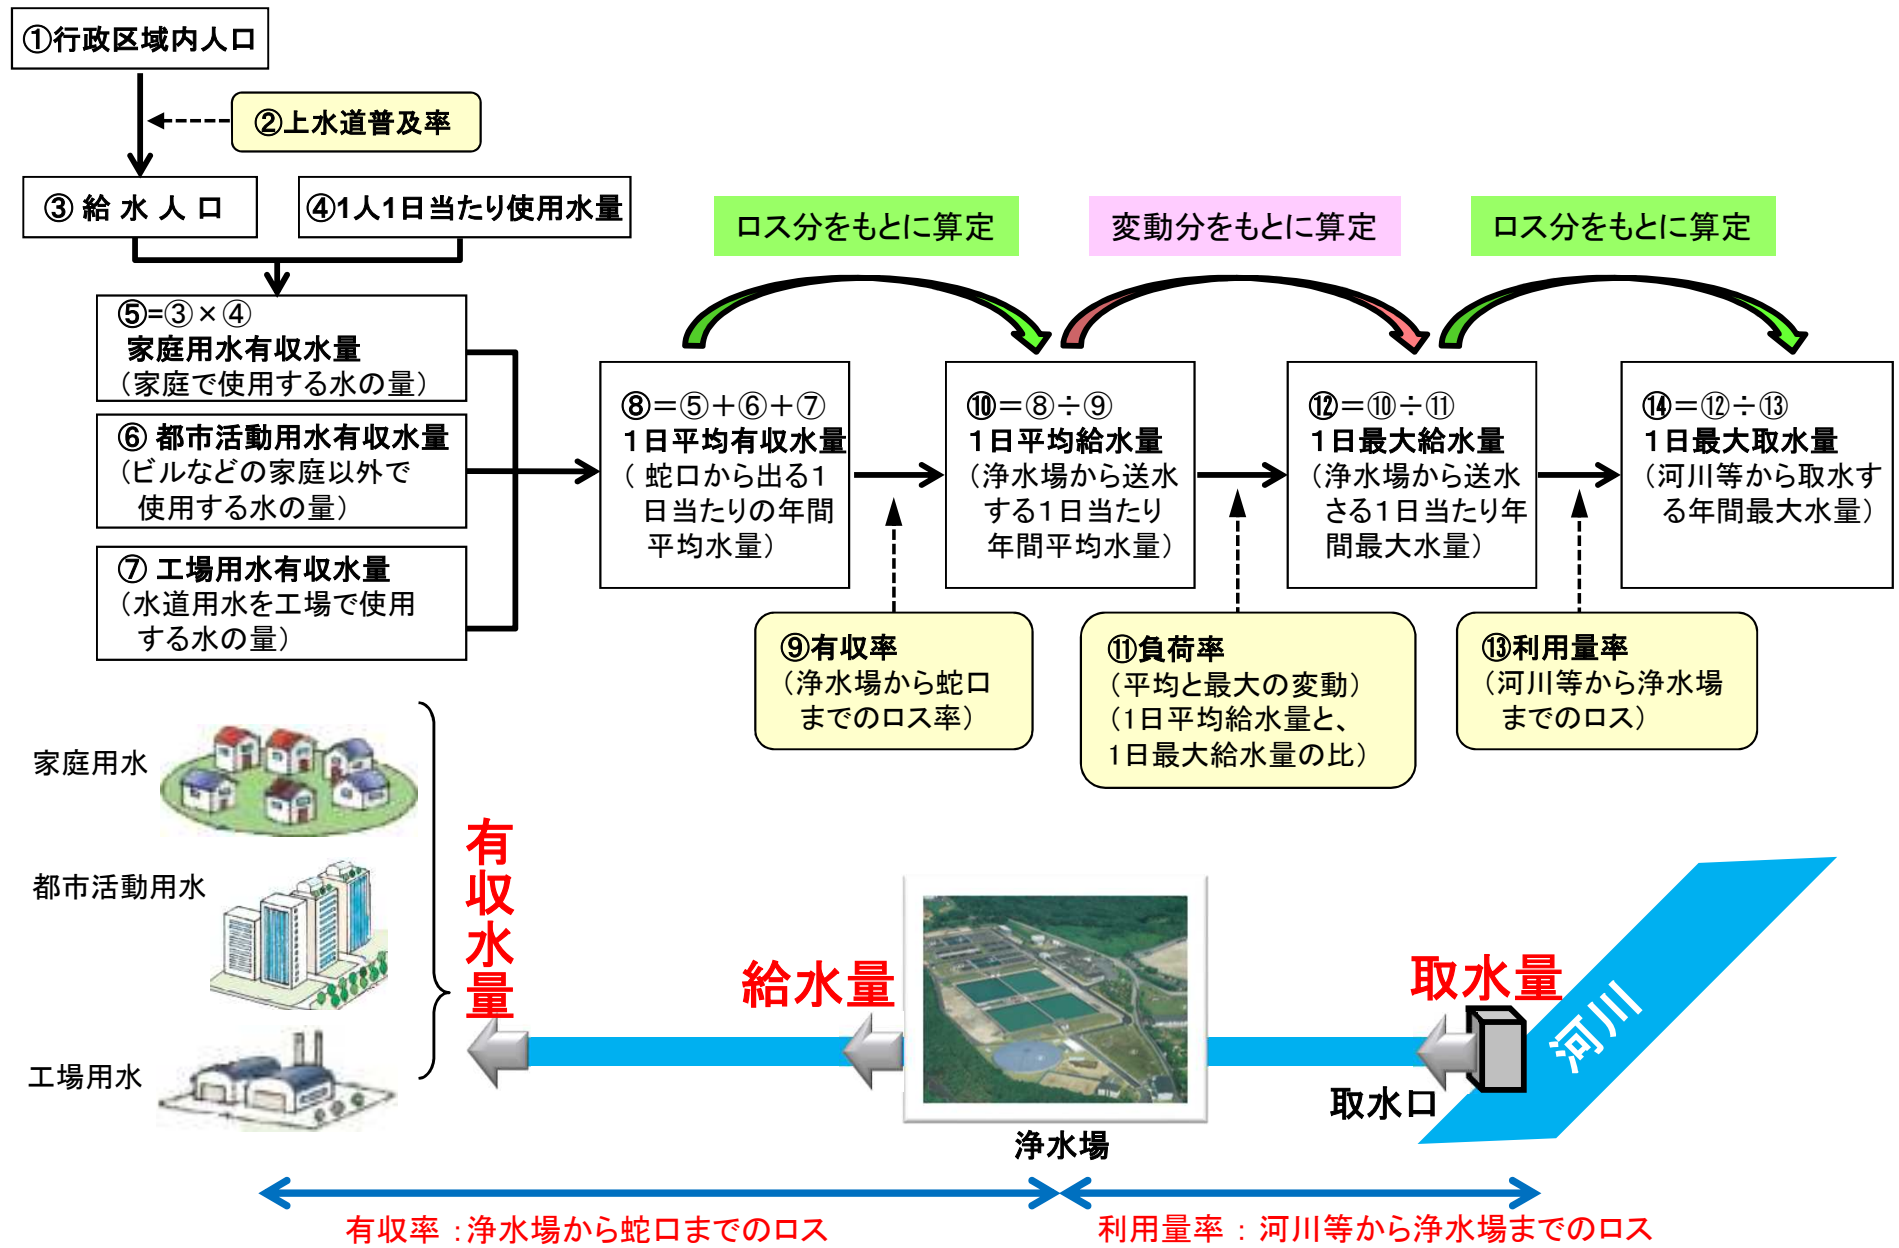 ①行政区域内人口
②上水道普及率
③ 給 水 人 口
④1人1日当たり使用水量
⑤=③×④
家庭用水有収水量
（家庭で使用する水の量）
⑥ 都市活動用水有収水量
（ビルなどの家庭以外で
使用する水の量）
⑦ 工場用水有収水量
（水道用水を工場で使用
する水の量）
ロス分をもとに算定
変動分をもとに算定
ロス分をもとに算定
⑧＝⑤＋⑥＋⑦
１日平均有収水量
（ 蛇口から出る１
日当たりの年間
平均水量）
⑩＝⑧÷⑨
１日平均給水量
（浄水場から送水
する１日当たり
年間平均水量）
⑫＝⑩÷⑪
１日最大給水量
（浄水場から送水
さる１日当たり年
間最大水量）
⑭＝⑫÷⑬
１日最大取水量
（河川等から取水す
る年間最大水量）
⑨有収率
（浄水場から蛇口
までのロス率）
⑪負荷率
（平均と最大の変動）
（１日平均給水量と、
１日最大給水量の比）
⑬利用量率
（河川等から浄水場
までのロス）
家庭用水
都市活動用水
工場用水
有収水量
給水量
取水量
河川
取水口
浄水場
有収率 ：浄水場から蛇口までのロス
利用量率 ： 河川等から浄水場までのロス